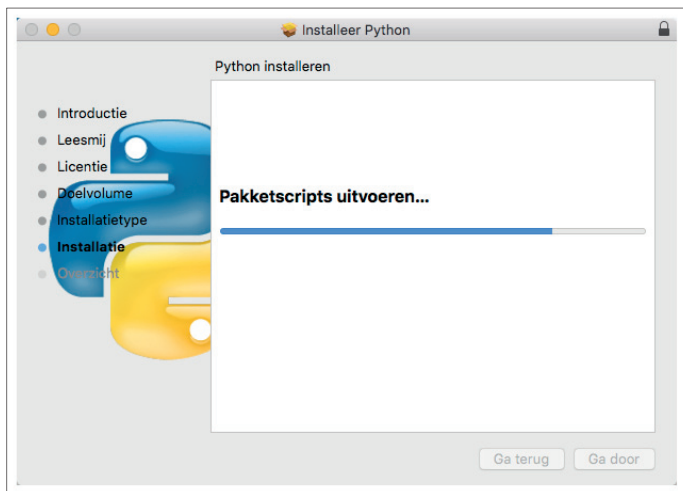 Installeer Python
Python installeren
Introductie
Leesmij
Licentie
Doelvolume
Installatietype
Installatie
Overzicht
Pakketscripts uitvoeren...
Ga terug
Ga door